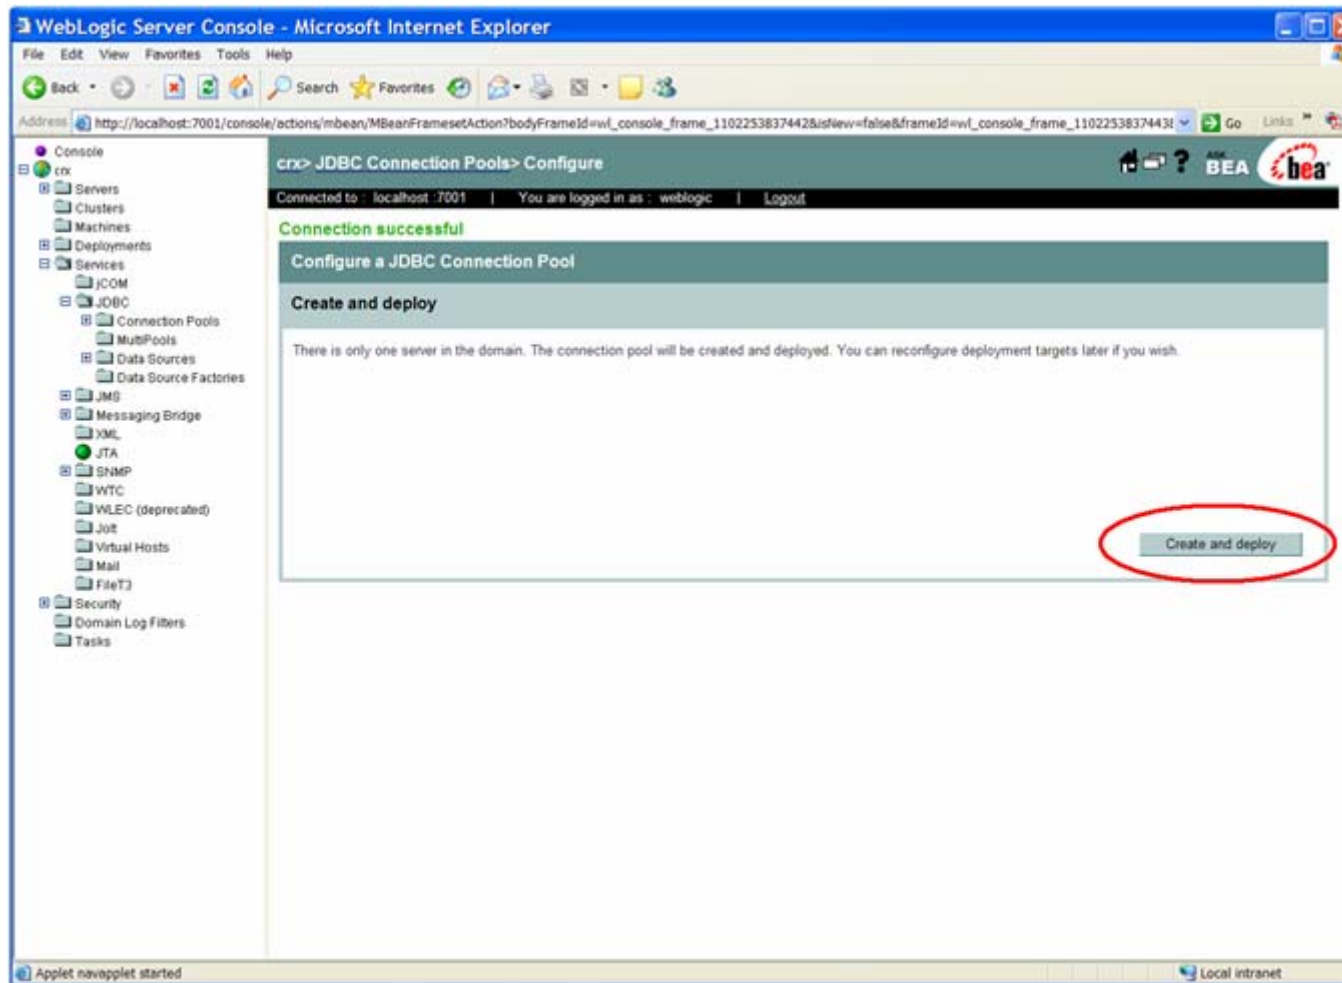 WebLogic Server Console - Microsoft Internet Explorer
File Edit View Favorites Tools Help
Back Search Favorites
Address http://localhost:7001/console/actions/mbean/MBeanFramesetAction?bodyFrameId=wl_console_frame_1102253837442&isNew=false&frameId=wl_console_frame_1102253837443& Go Links »
Console
crx
Servers
Clusters
Machines
Deployments
Services
jCOM
JDBC
Connection Pools
MultiPools
Data Sources
Data Source Factories
JMS
Messaging Bridge
XML
JTA
SNMP
WTC
WLEC (deprecated)
Jolt
Virtual Hosts
Mail
FileT3
Security
Domain Log Filters
Tasks
crx> JDBC Connection Pools> Configure
? ASK BEA bea
Connected to : localhost :7001 | You are logged in as : weblogic | Logout
Connection successful
Configure a JDBC Connection Pool
Create and deploy
There is only one server in the domain. The connection pool will be created and deployed. You can reconfigure deployment targets later if you wish.
Create and deploy
Applet navapplet started
Local intranet